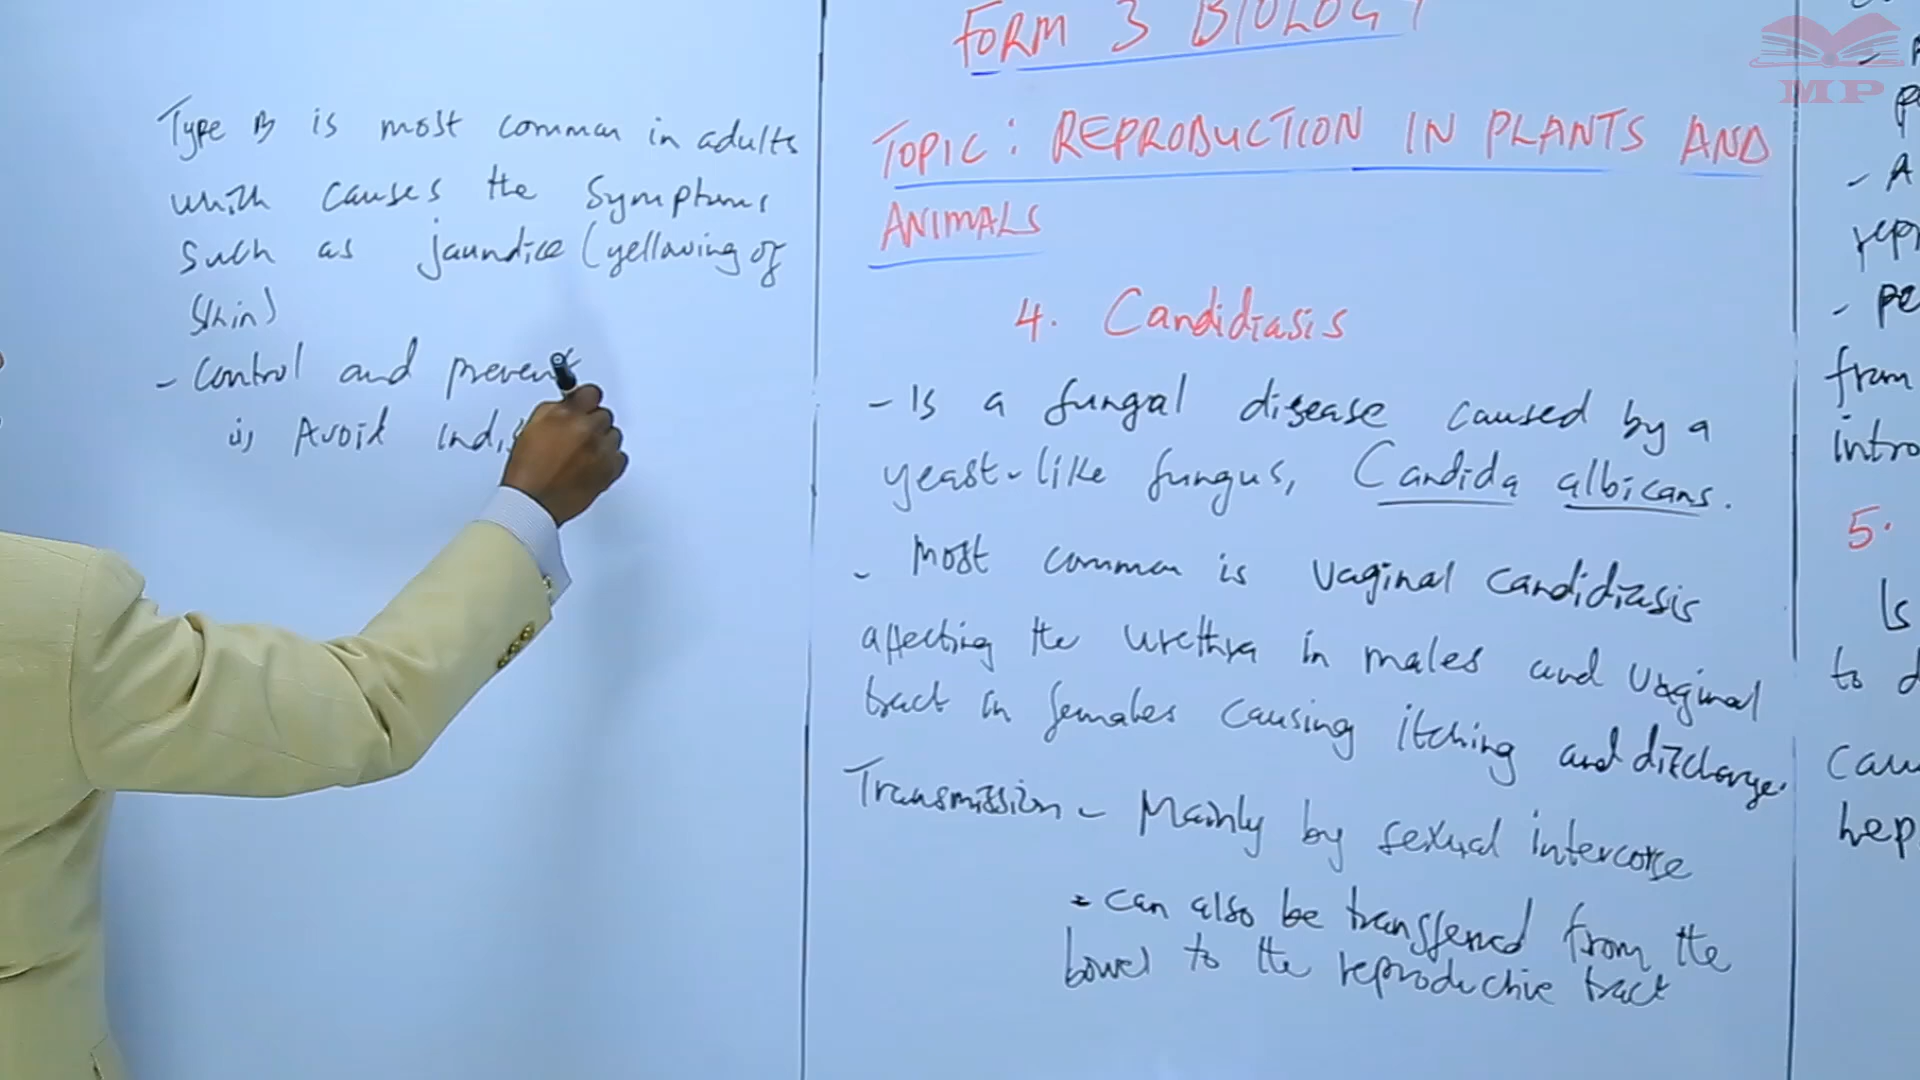 Type B is most common in adults
which causes the symptoms
such as jaundice (yellowing of
skin)
- Control and prevent
is Avoid
FORM 3 BIOLOGY
TOPIC: REPRODUCTION IN PLANTS AND
ANIMALS
4. Candidiasis
- Is a fungal disease caused by a
yeast-like fungus, Candida albicans.
- Most common is vaginal candidiasis
affecting the urethra in males and vaginal
tract in females causing itching and discharge.
Transmission - Mainly by sexual intercorse
- can also be transferred from the
bowel to the reproductive tract
- A
from
5.
Is
to
MP